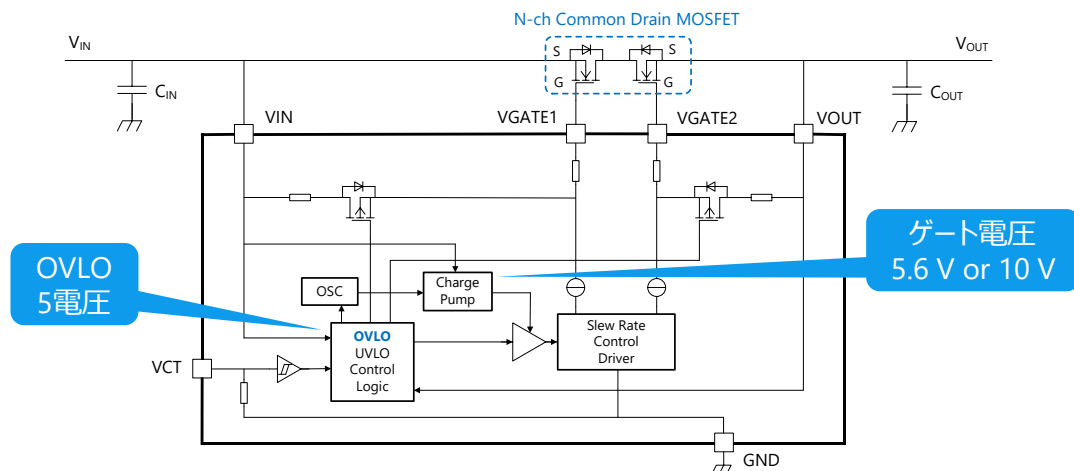 N-ch Common Drain MOSFET
VIN
S
S
VOUT
G
G
CIN
COUT
VIN
VGATE1
VGATE2
VOUT
OVLO
5電圧
ゲート電圧
5.6 V or 10 V
OSC
Charge
Pump
OVLO
UVLO
Control
Logic
Slew Rate
Control
Driver
VCT
GND